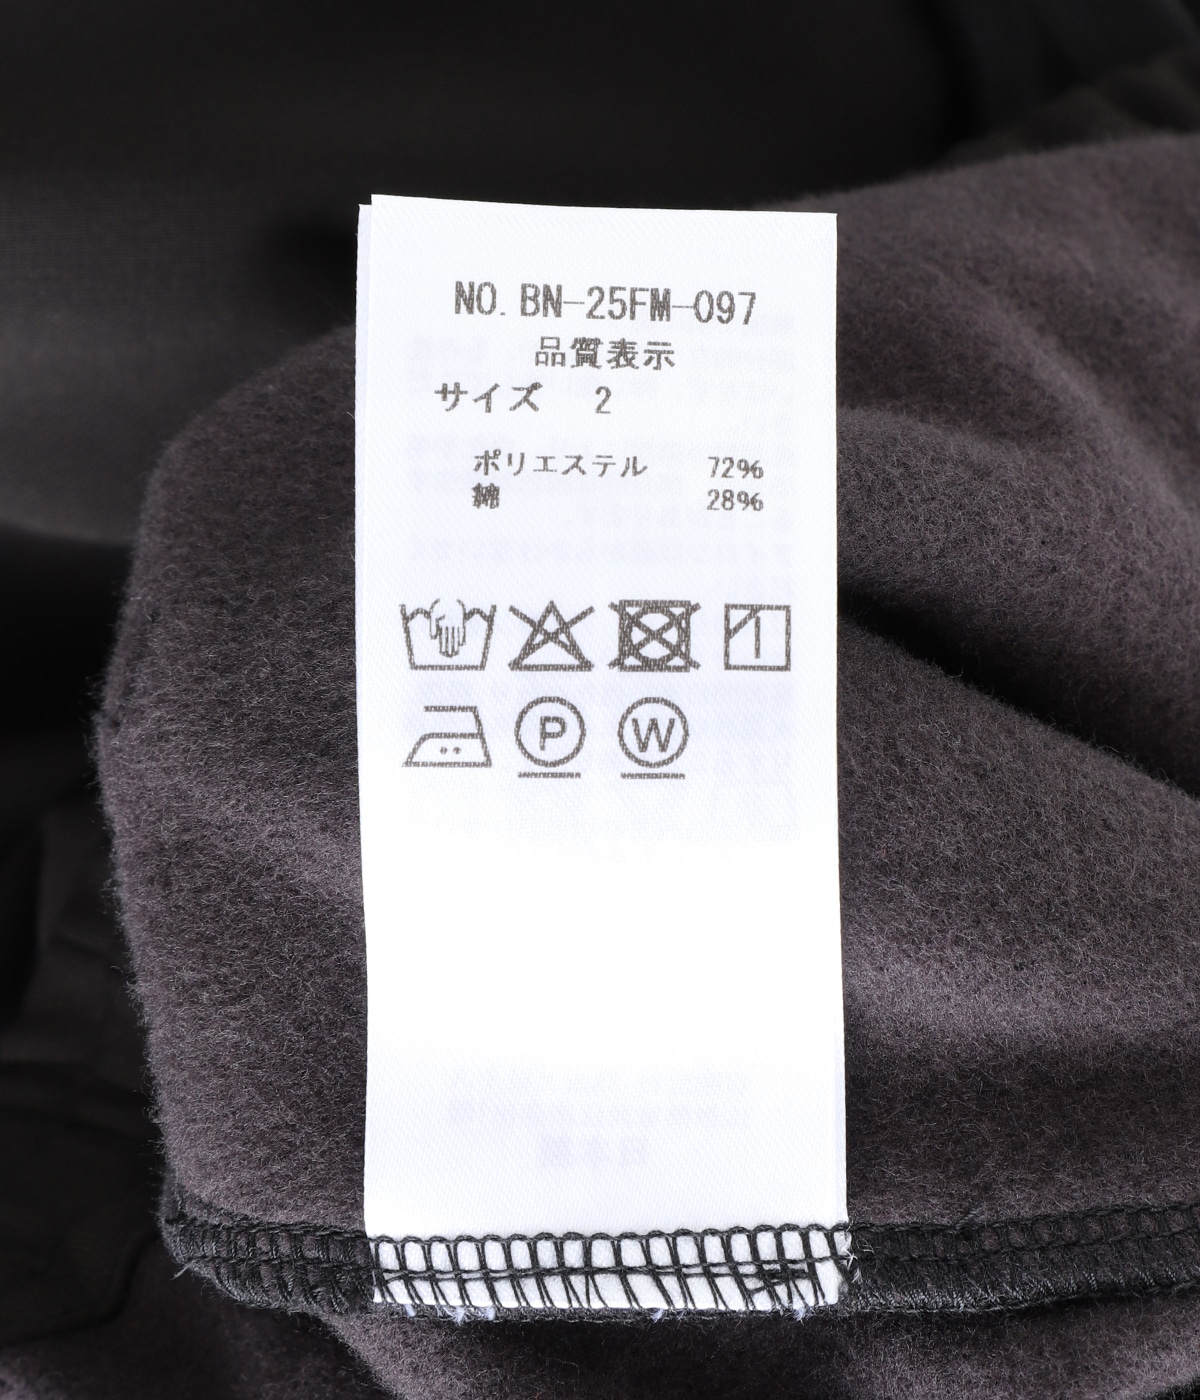 NO. BN-25FM-097
品質表示
サイズ 2
ポリエステル 72%
綿 28%
P W